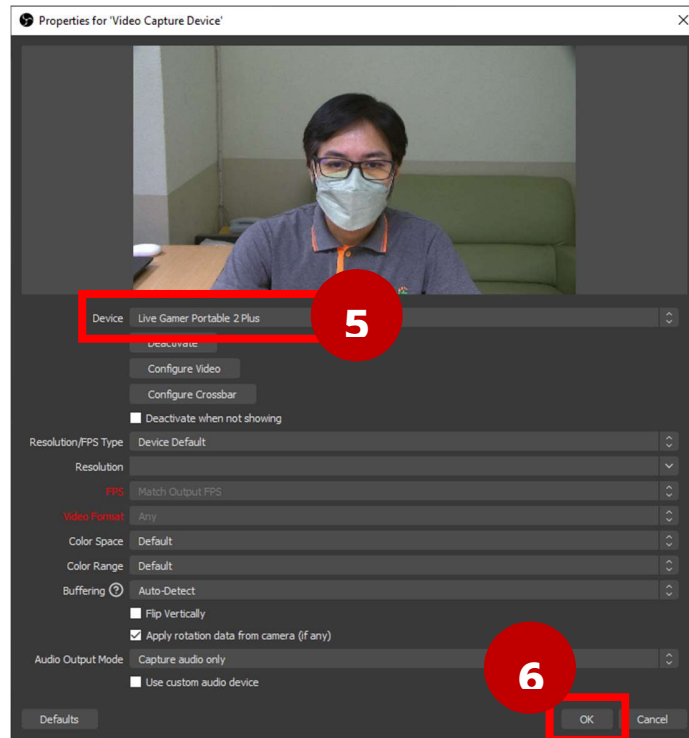 Properties for 'Video Capture Device'
Device Live Gamer Portable 2 Plus
5
Deactivate
Configure Video
Configure Crossbar
Deactivate when not showing
Resolution/FPS Type Device Default
Resolution
FPS Match Output FPS
Video Format Any
Color Space Default
Color Range Default
Buffering ? Auto-Detect
Flip Vertically
Apply rotation data from camera (if any)
Audio Output Mode Capture audio only
Use custom audio device
6
Defaults OK Cancel